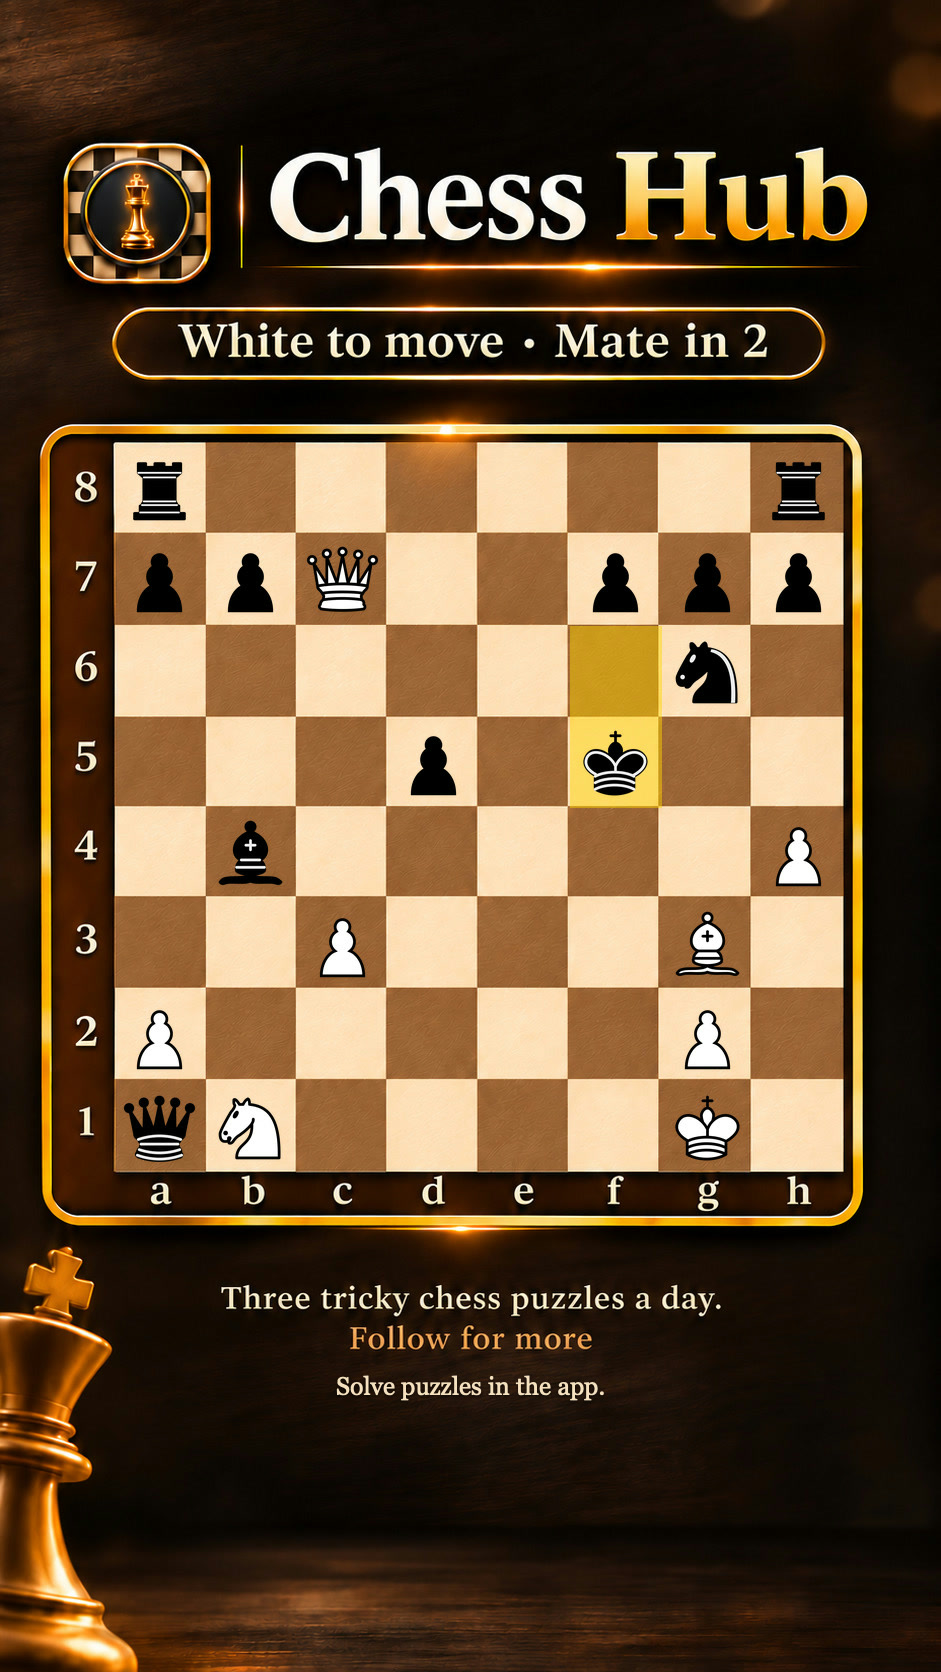 Chess Hub
White to move • Mate in 2
8
7
6
5
4
3
2
1
a b c d e f g h
Three tricky chess puzzles a day.
Follow for more
Solve puzzles in the app.